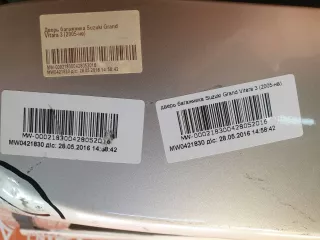 Дверь багажника Suzuki Grand
Vitara 3 (2005-нв)
MW-000218300428052016
MW0421830 д\с: 28.05.2016 14:58:42
MW-000218300428052016
MW0421830 д\с: 28.05.2016 14:58:42
дверь багажника Suzuki Grand Vitara 3 (2005-нв)
MW-000218300428052016
MW0421830 д\с: 28.05.2016 14:58:42